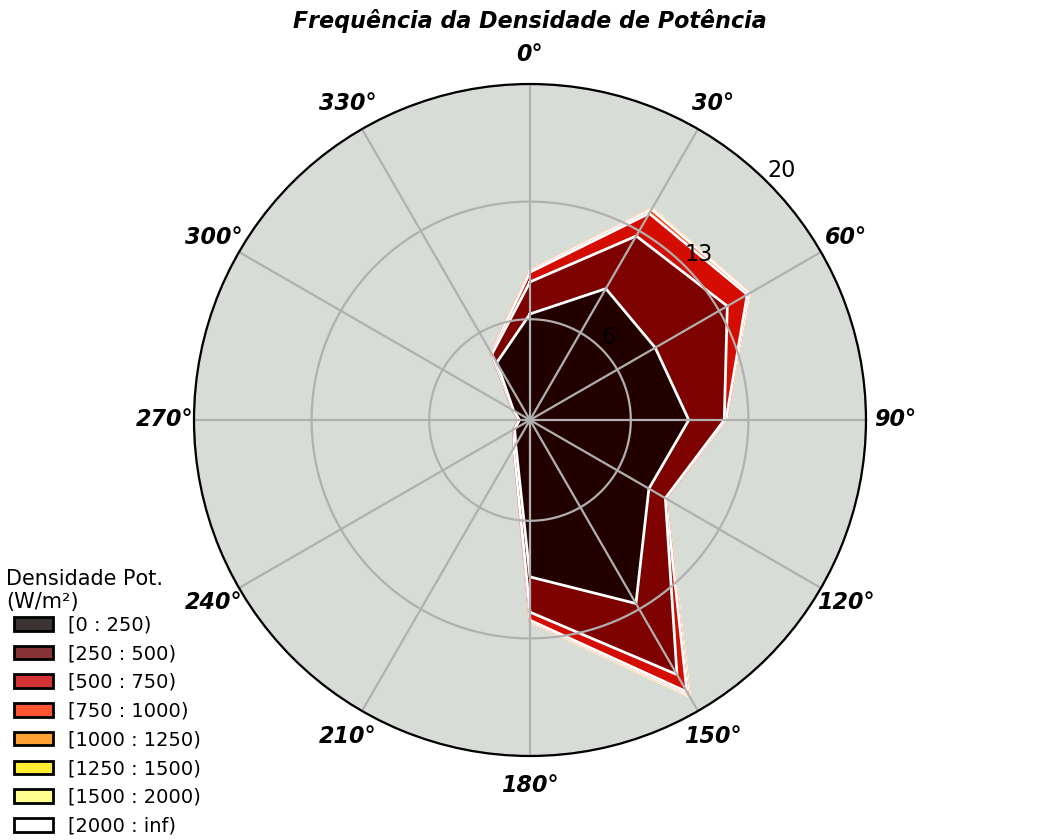 Frequência da Densidade de Potência
0°
330°
30°
20
300°
60°
13
6
270°
90°
240°
120°
210°
150°
180°
Densidade Pot.
(W/m²)
[0 : 250)
[250 : 500)
[500 : 750)
[750 : 1000)
[1000 : 1250)
[1250 : 1500)
[1500 : 2000)
[2000 : inf)